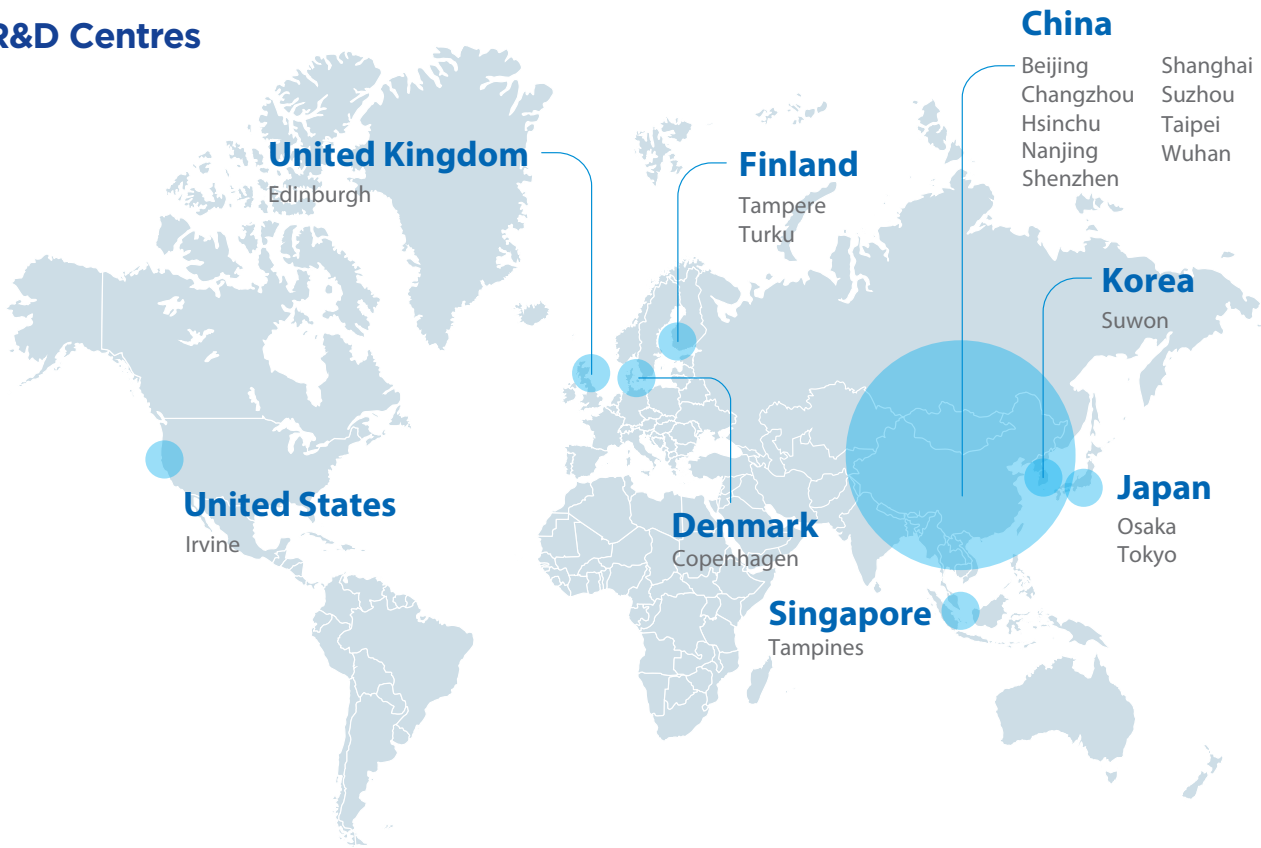 R&D Centres
China
Beijing
Changzhou
Hsinchu
Nanjing
Shenzhen
Shanghai
Suzhou
Taipei
Wuhan
United Kingdom
Edinburgh
Finland
Tampere
Turku
Korea
Suwon
United States
Irvine
Denmark
Copenhagen
Japan
Osaka
Tokyo
Singapore
Tampines